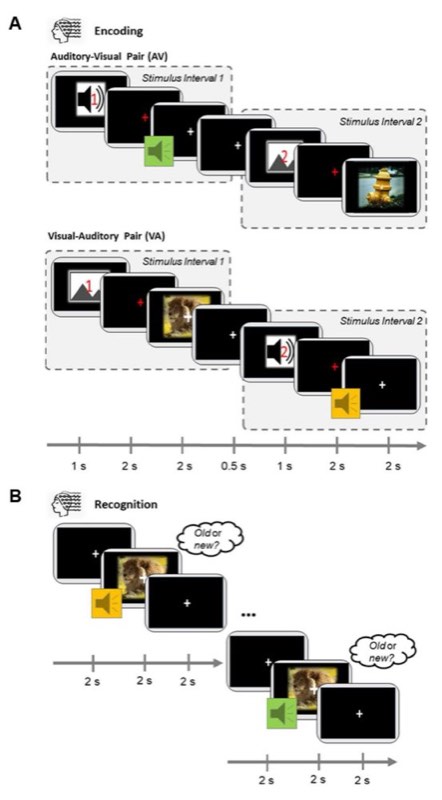 A
Encoding
Auditory-Visual Pair (AV)
Stimulus Interval 1
1
Stimulus Interval 2
2
Visual-Auditory Pair (VA)
Stimulus Interval 1
1
Stimulus Interval 2
2
1 s 2 s 2 s 0.5 s 1 s 2 s 2 s
B
Recognition
Old or
new?
...
2 s 2 s 2 s
Old or
new?
2 s 2 s 2 s